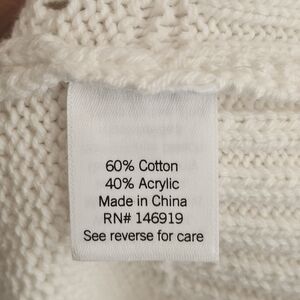 60% Cotton
40% Acrylic
Made in China
RN# 146919
See reverse for care